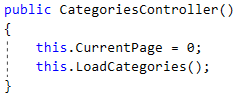 public CategoriesController()
{
    this.CurrentPage = 0;
    this.LoadCategories();
}